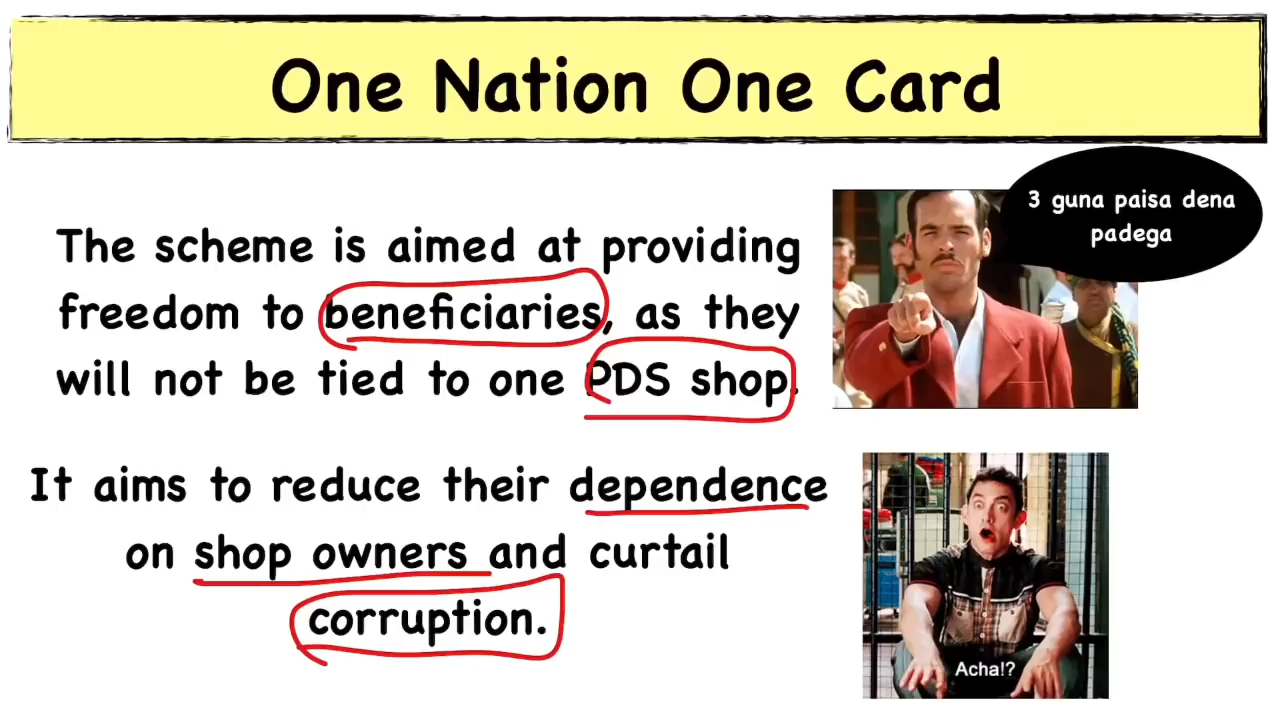 One Nation One Card
3 guna paisa dena
padega
The scheme is aimed at providing
freedom to beneficiaries, as they
will not be tied to one PDS shop.
It aims to reduce their dependence
on shop owners and curtail
corruption.
Acha!?